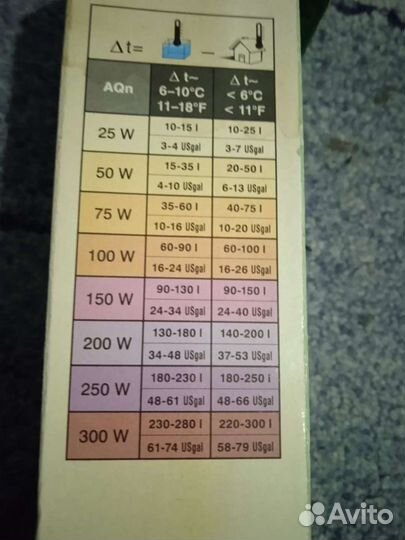 Δt= –
AQn Δt~ Δt~
6–10°C < 6°C
11–18°F < 11°F
25 W 10-15 l 10-25 l
3-4 USgal 3-7 USgal
50 W 15-35 l 20-50 l
4-10 USgal 6-13 USgal
75 W 35-60 l 40-75 l
10-16 USgal 10-20 USgal
100 W 60-90 l 60-100 l
16-24 USgal 16-26 USgal
150 W 90-130 l 90-150 l
24-34 USgal 24-40 USgal
200 W 130-180 l 140-200 l
34-48 USgal 37-53 USgal
250 W 180-230 l 180-250 l
48-61 USgal 48-66 USgal
300 W 230-280 l 220-300 l
61-74 USgal 58-79 USgal
Avito